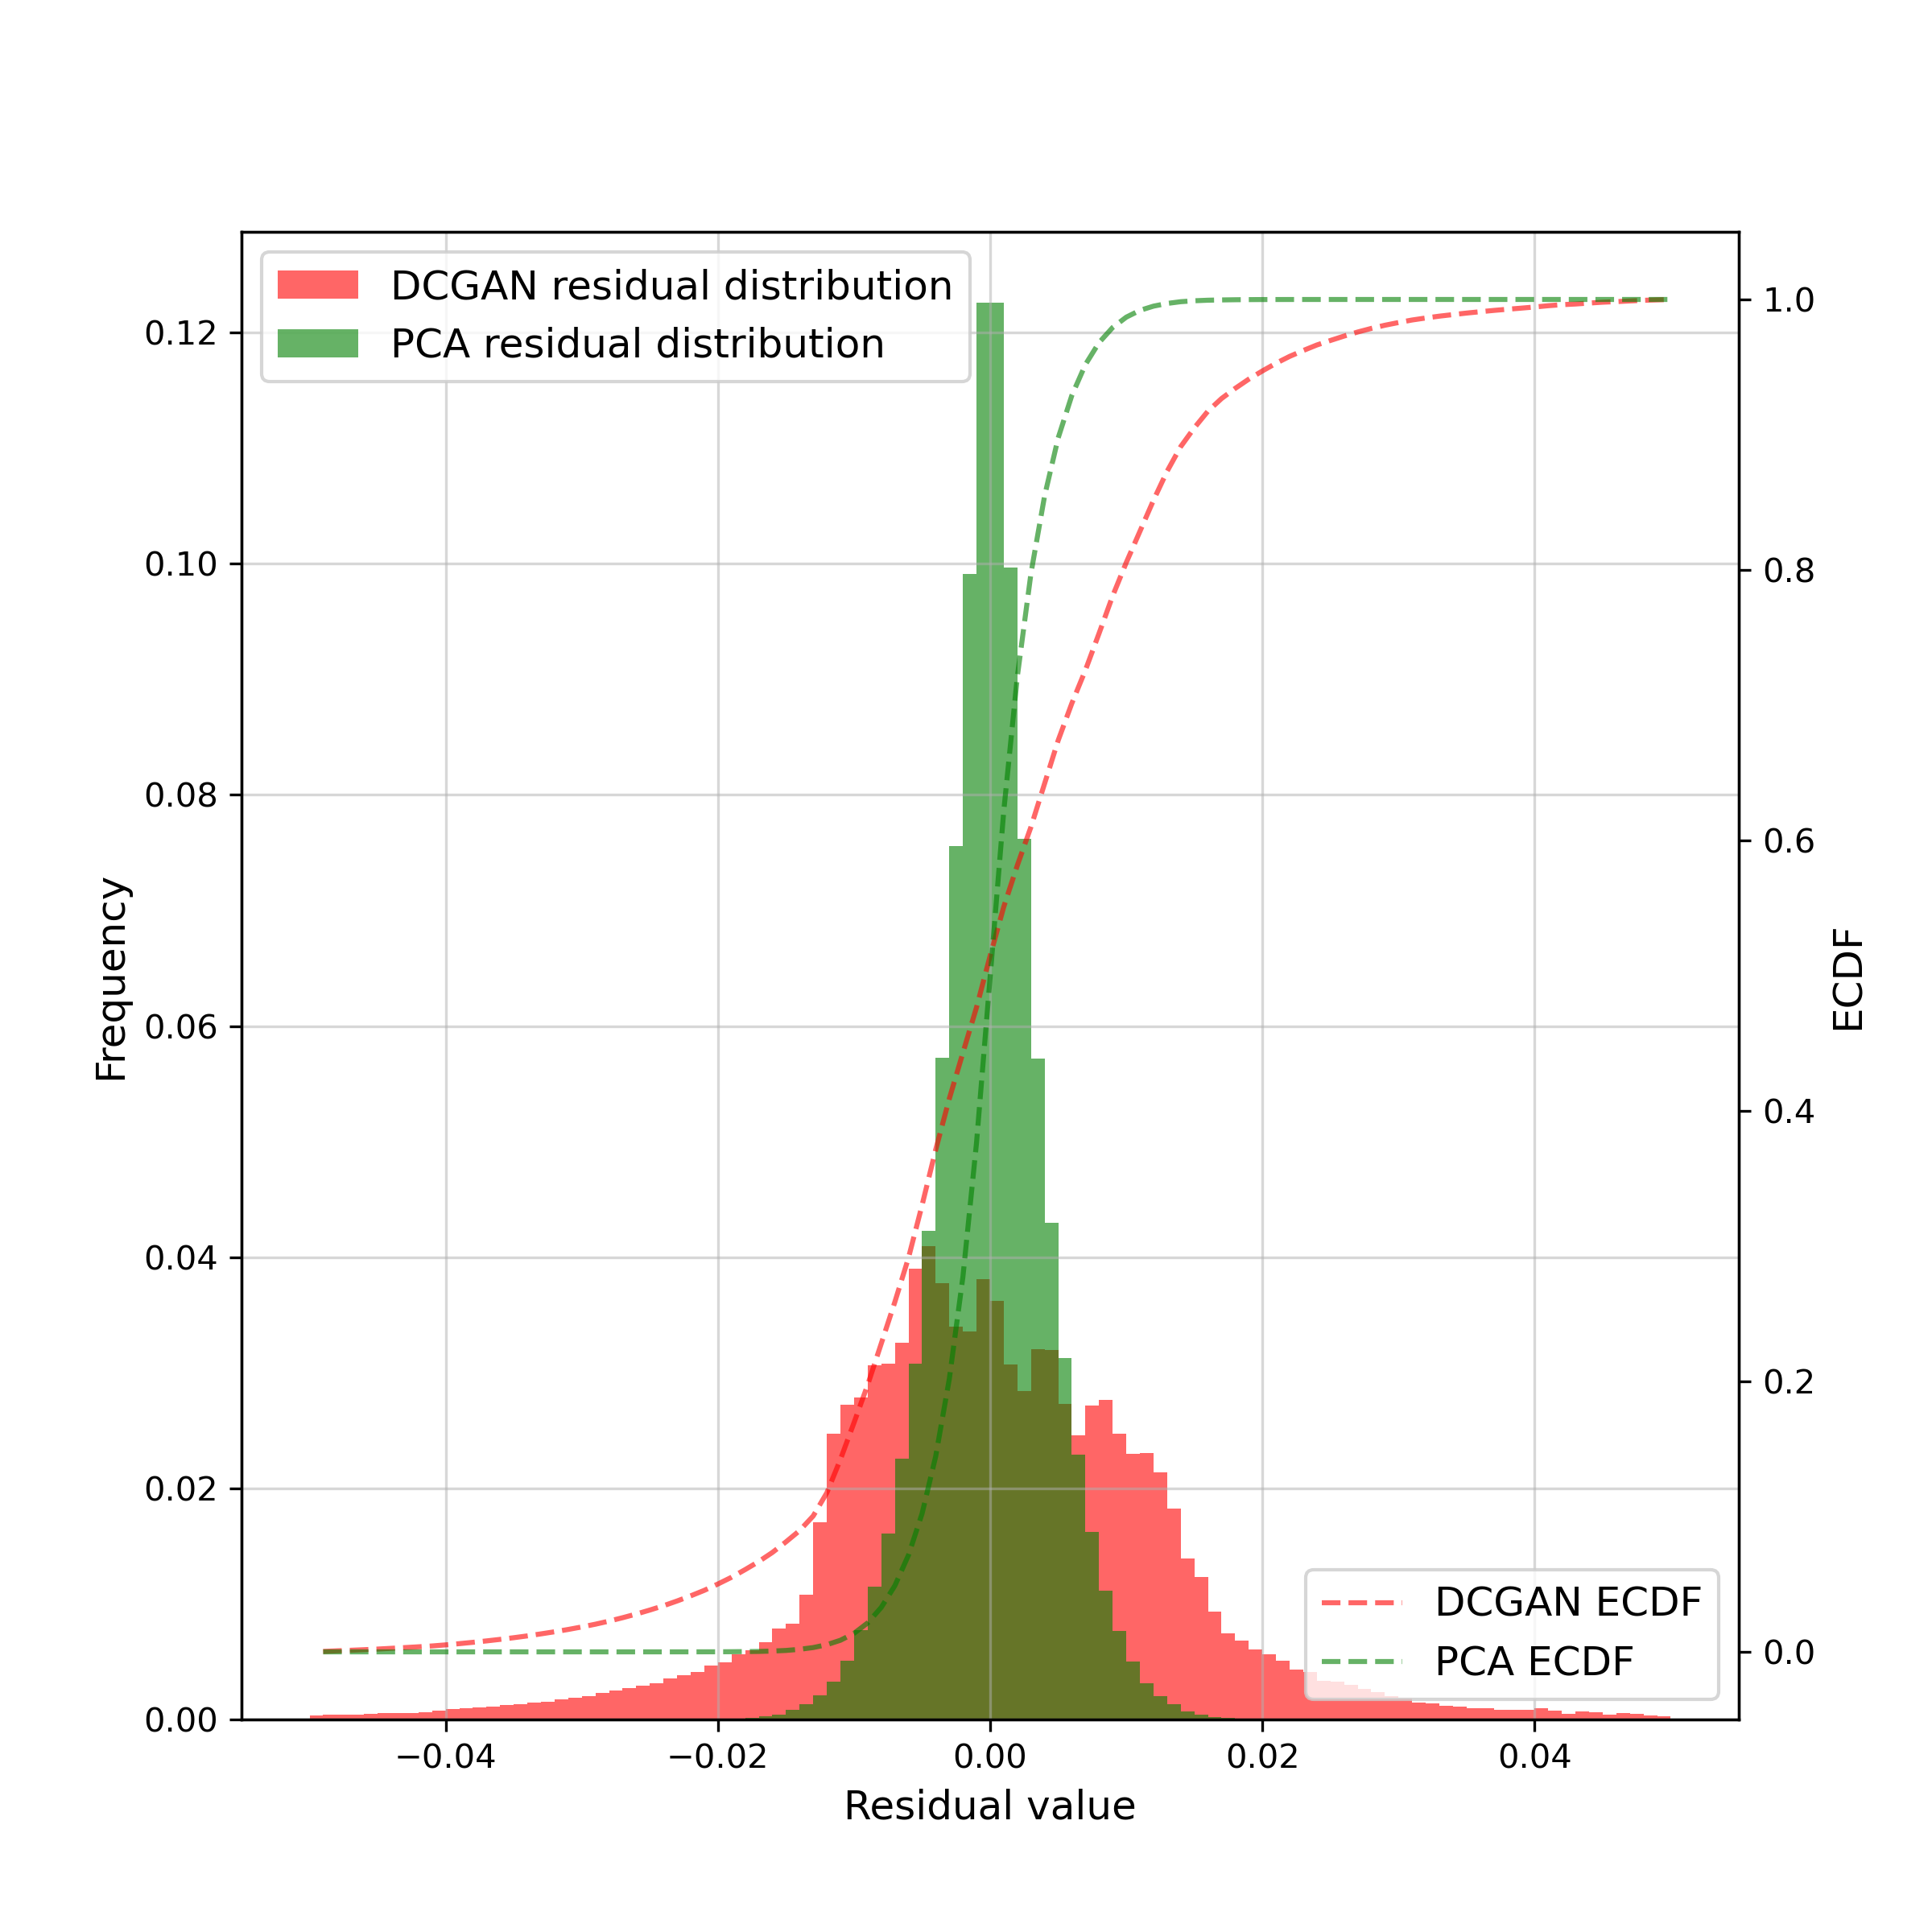 DCGAN residual distribution
PCA residual distribution
0.12
0.10
0.08
0.06
0.04
0.02
0.00
Frequency
1.0
0.8
0.6
0.4
0.2
0.0
ECDF
DCGAN ECDF
PCA ECDF
−0.04 −0.02 0.00 0.02 0.04
Residual value